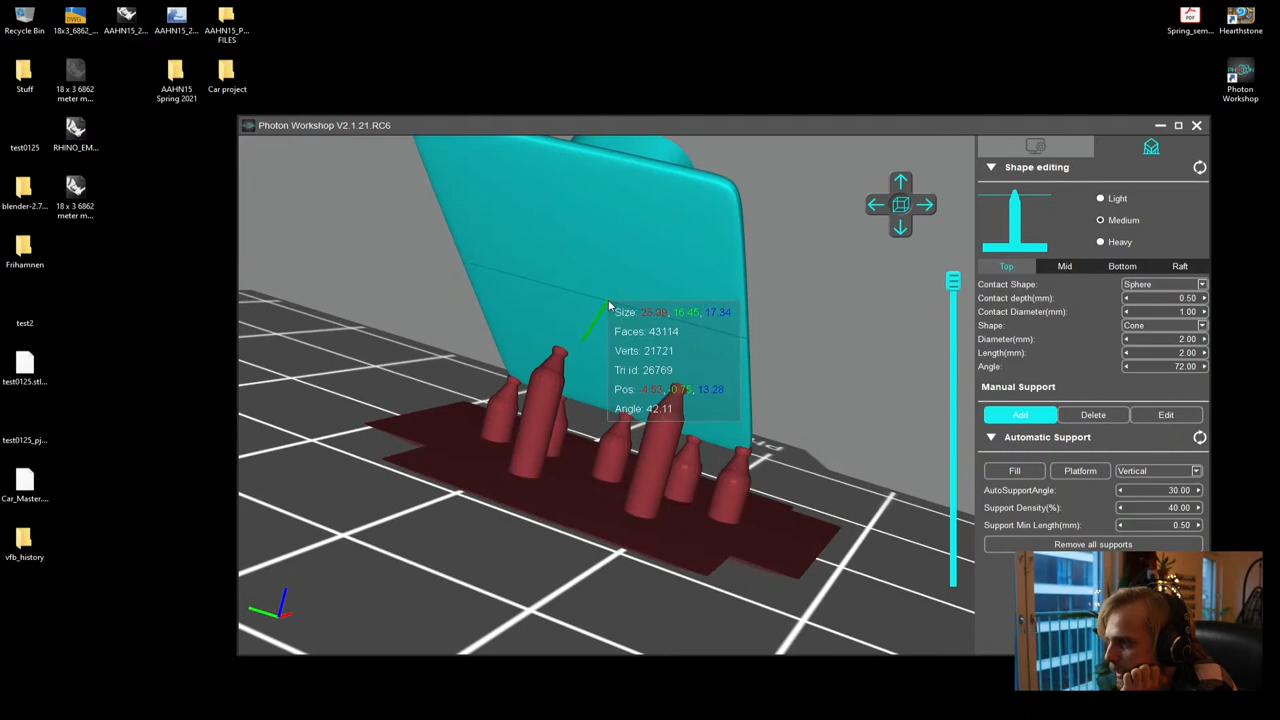 Recycle Bin
18x3_6862_...
AAHN15_2...
AAHN15_2...
AAHN15_P... FILES
Spring_sem...
Hearthstone
Stuff
18 x 3 6862 meter m...
AAHN15 Spring 2021
Car project
Photon Workshop
test0125
RHINO_EM...
blender-2.7...
18 x 3 6862 meter m...
Frihamnen
test2
test0125.stl...
test0125_pj...
Car_Master....
vfb_history
Photon Workshop V2.1.21.RC6
Shape editing
Light
Medium
Heavy
Top Mid Bottom Raft
Contact Shape: Sphere
Contact depth(mm): 0.50
Contact Diameter(mm): 1.00
Shape: Cone
Diameter(mm): 2.00
Length(mm): 2.00
Angle: 72.00
Manual Support
Add Delete Edit
Automatic Support
Fill Platform Vertical
AutoSupportAngle: 30.00
Support Density(%): 40.00
Support Min Length(mm): 0.50
Remove all supports
Faces: 43114
Verts: 21721
Tri id: 26769
Angle: 42.11